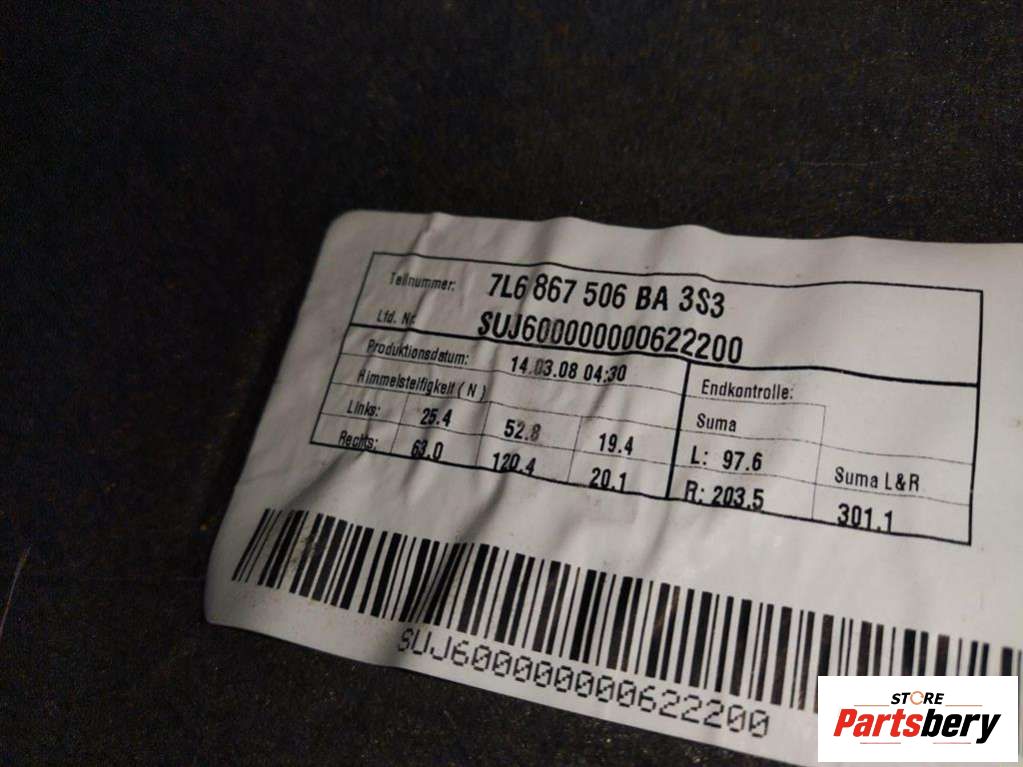 Teilnummer: 7L6 867 506 BA 3S3
Lfd. Nr: SUJ600000000622200
Produktionsdatum: 14.03.08 04:30
Himmelsteifigkeit ( N )
Links: 25.4 52.8 19.4
Rechts: 63.0 120.4 20.1
Endkontrolle:
Suma
L: 97.6 Suma L&R
R: 203.5 301.1
SUJ600000000622200
STORE
Partsbery